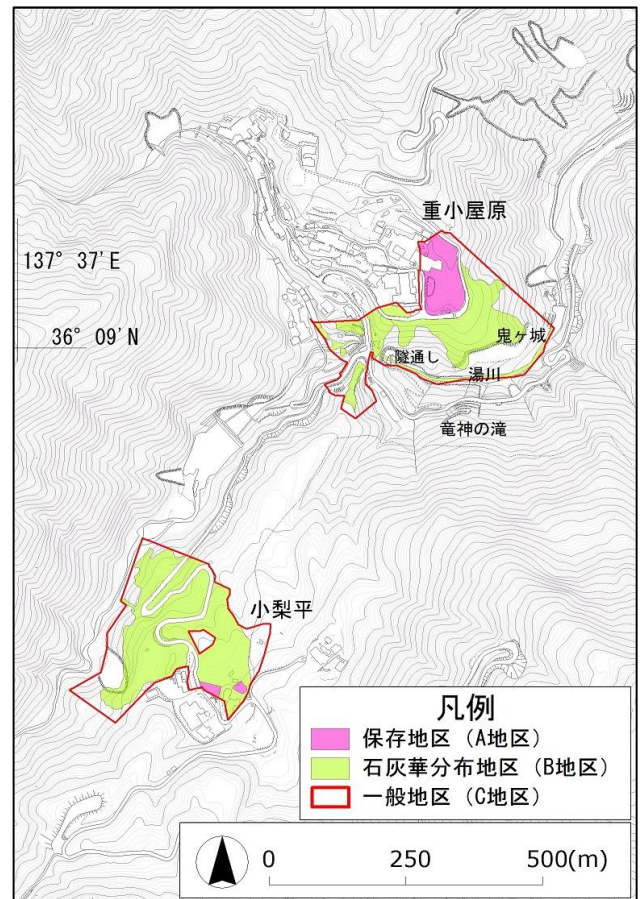 重小屋原
137° 37′E
36° 09′N
鬼ヶ城
隧通し
湯川
竜神の滝
小梨平
凡例
保存地区（A地区）
石灰華分布地区（B地区）
一般地区（C地区）
0 250 500(m)